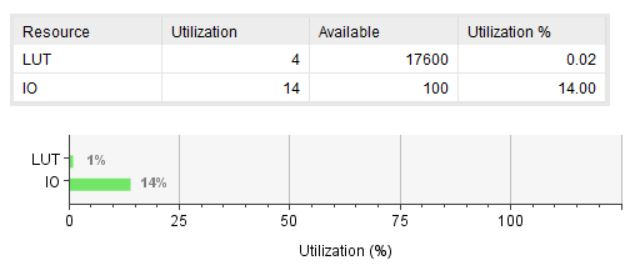 Resource Utilization Available Utilization %
LUT 4 17600 0.02
IO 14 100 14.00
LUT 1%
IO 14%
0 25 50 75 100
Utilization (%)